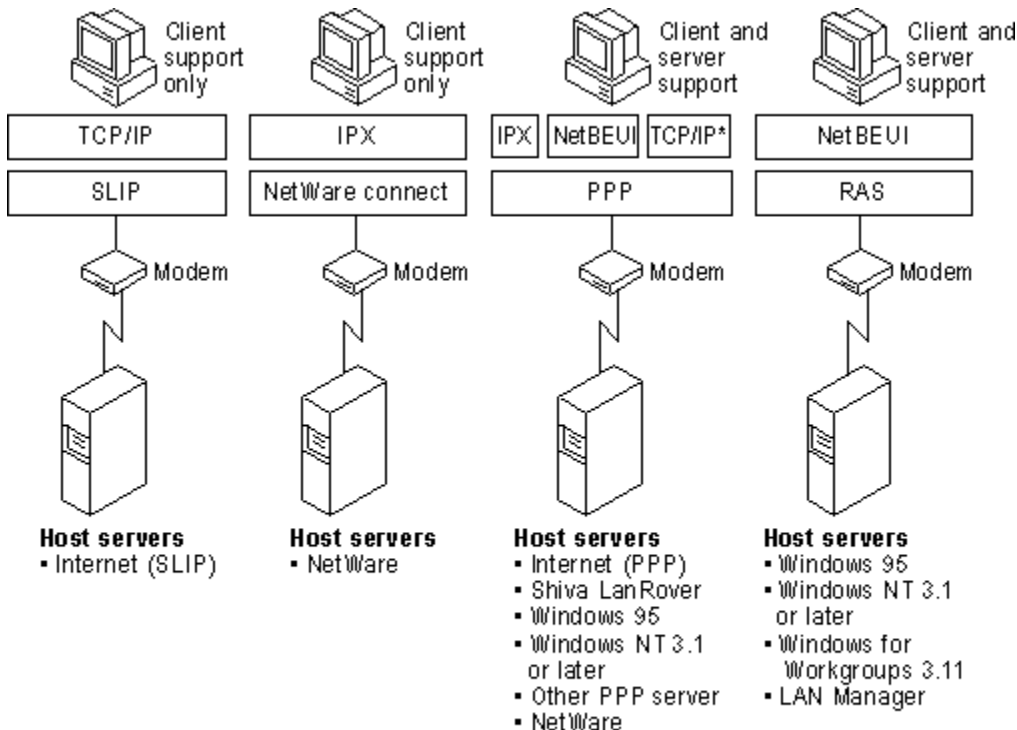 Client
support
only
TCP/IP
SLIP
Modem
Host servers
▪ Internet (SLIP)
Client
support
only
IPX
NetWare connect
Modem
Host servers
▪ NetWare
Client and
server
support
IPX
NetBEUI
TCP/IP*
PPP
Modem
Host servers
▪ Internet (PPP)
▪ Shiva LanRover
▪ Windows 95
▪ Windows NT 3.1
or later
▪ Other PPP server
▪ NetWare
Client and
server
support
NetBEUI
RAS
Modem
Host servers
▪ Windows 95
▪ Windows NT 3.1
or later
▪ Windows for
Workgroups 3.11
▪ LAN Manager